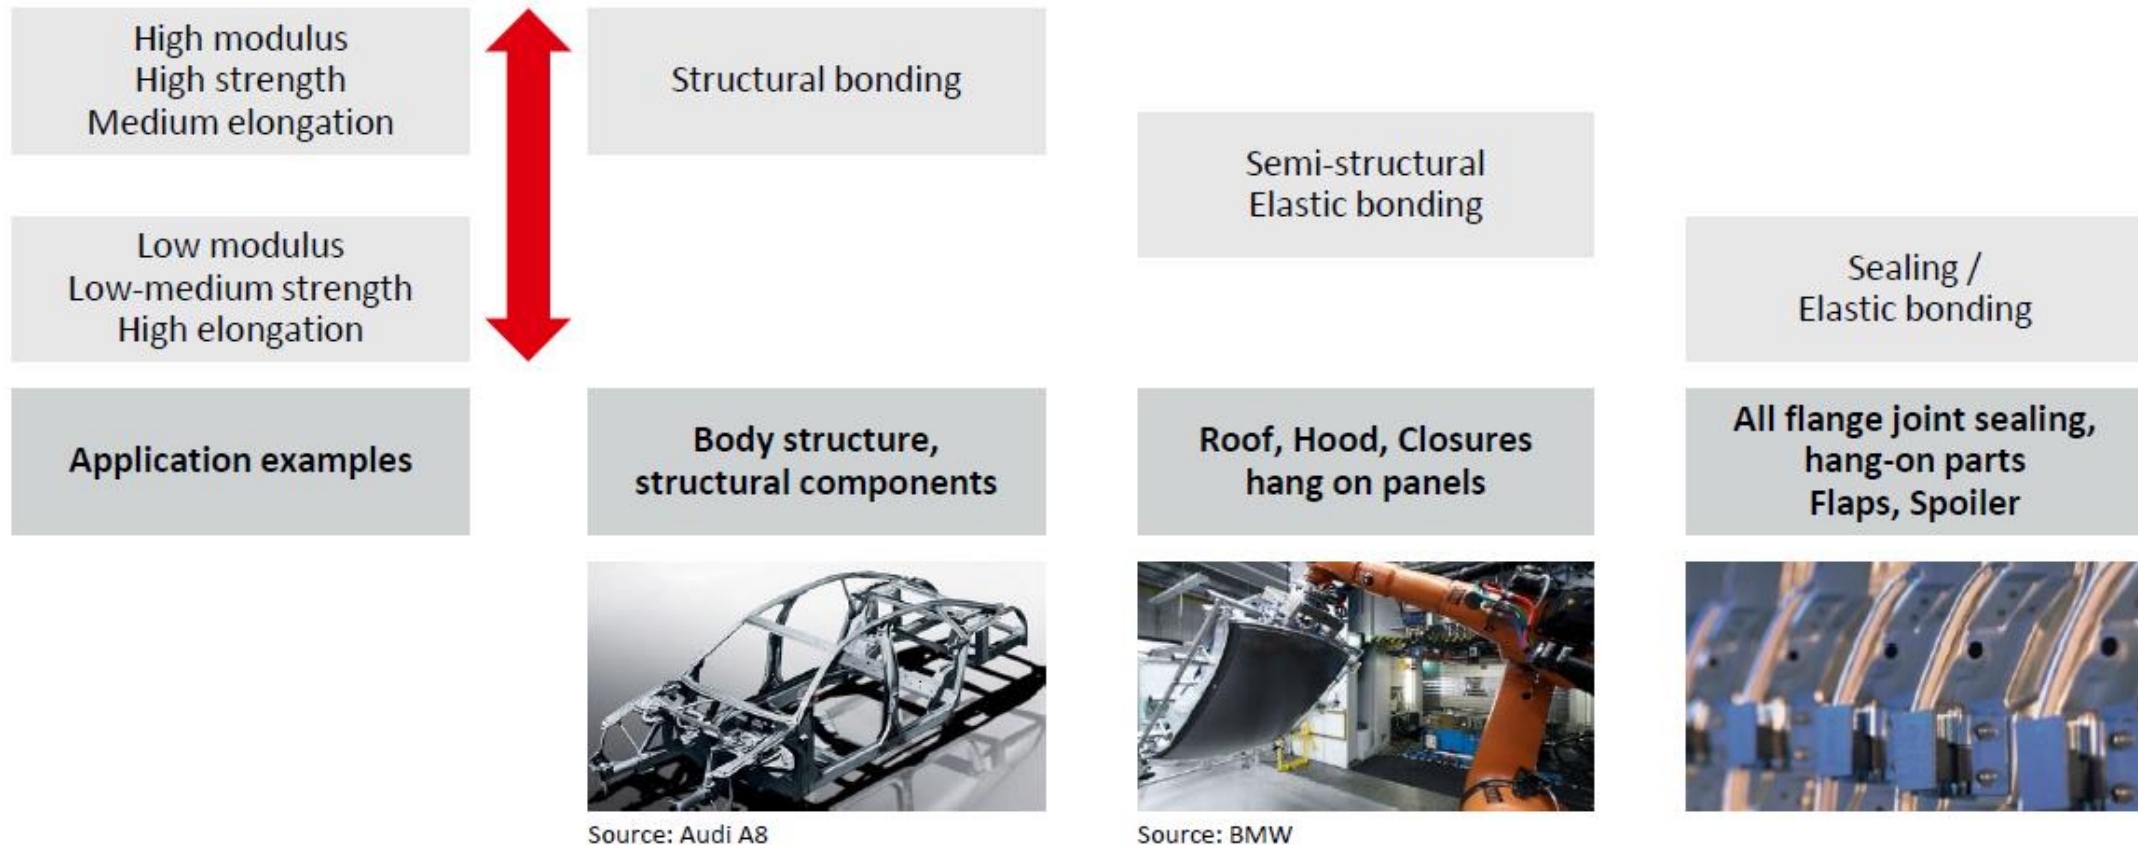 High modulus
High strength
Medium elongation
Structural bonding
Semi-structural
Elastic bonding
Low modulus
Low-medium strength
High elongation
Sealing /
Elastic bonding
Application examples
Body structure,
structural components
Roof, Hood, Closures
hang on panels
All flange joint sealing,
hang-on parts
Flaps, Spoiler
Source: Audi A8
Source: BMW